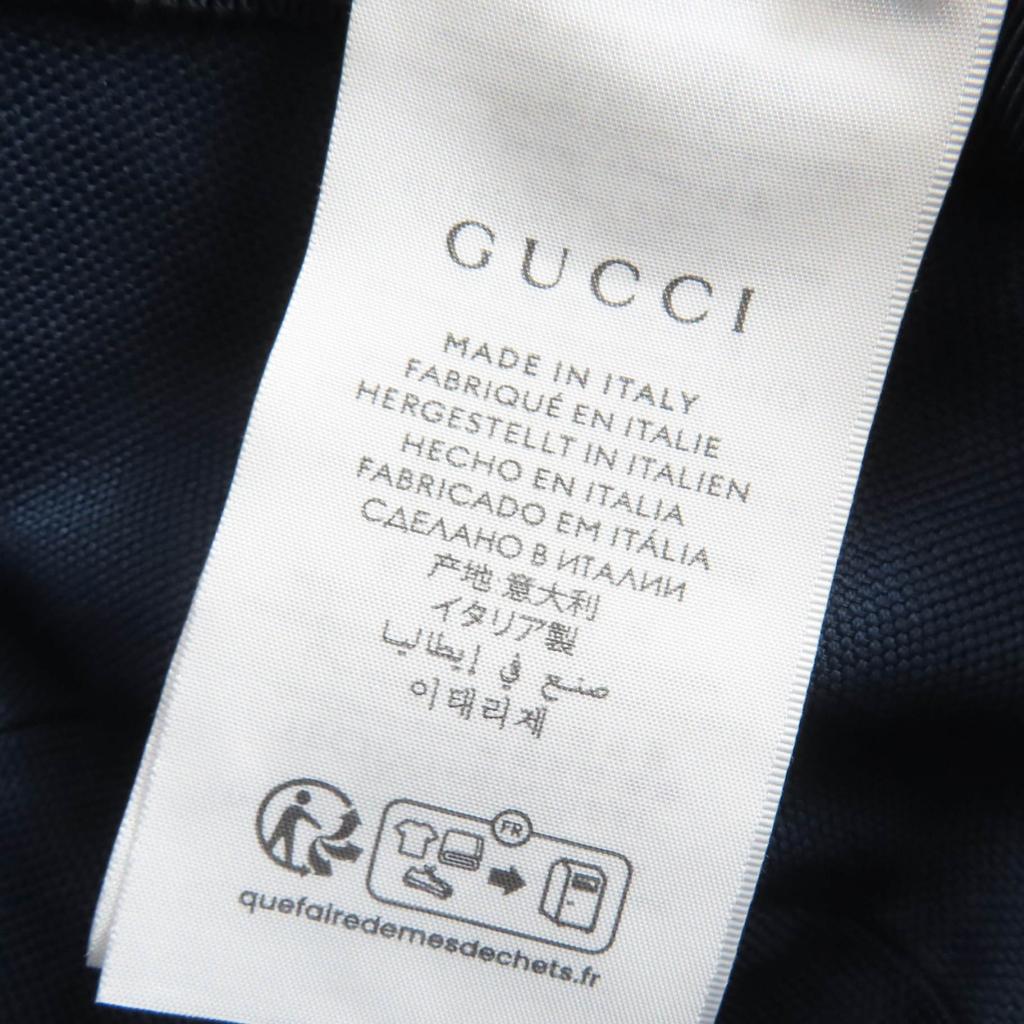 GUCCI
MADE IN ITALY
FABRIQUÉ EN ITALIE
HERGESTELLT IN ITALIEN
HECHO EN ITALIA
FABRICADO EM ITÁLIA
СДЕЛАНО В ИТАЛИИ
产地 意大利
イタリア製
صنع في إيطاليا
이태리제
FR
quefairedemesdechets.fr